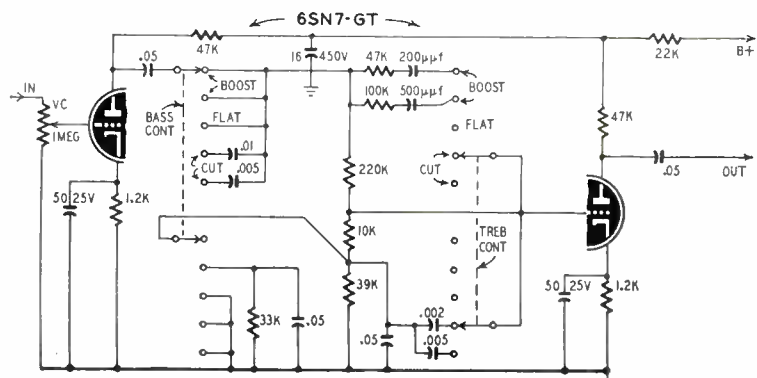 6SN7-GT
47K
16 450V
22K
B+
.05
47K
200μμf
BOOST
BOOST
IN
VC
BASS
CONT
100K
500μμf
1MEG
FLAT
FLAT
47K
.01
CUT
.005
220K
CUT
.05
OUT
50 25V
1.2K
10K
TREB
CONT
39K
50 25V
1.2K
33K
.05
.05
.002
.005